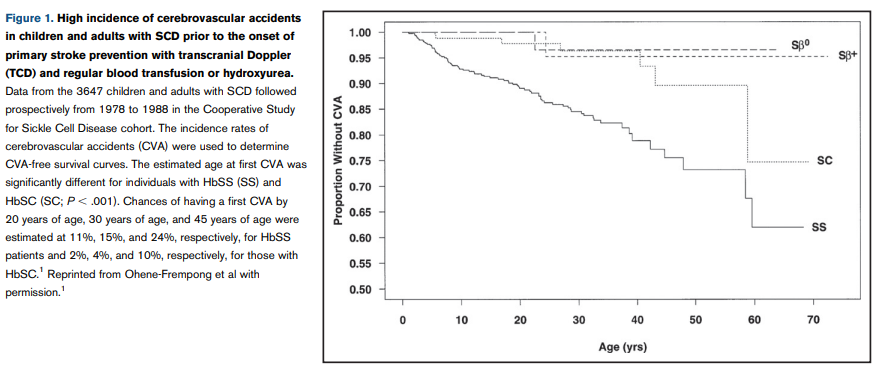 Figure 1. High incidence of cerebrovascular accidents
in children and adults with SCD prior to the onset of
primary stroke prevention with transcranial Doppler
(TCD) and regular blood transfusion or hydroxyurea.
Data from the 3647 children and adults with SCD followed
prospectively from 1978 to 1988 in the Cooperative Study
for Sickle Cell Disease cohort. The incidence rates of
cerebrovascular accidents (CVA) were used to determine
CVA-free survival curves. The estimated age at first CVA was
significantly different for individuals with HbSS (SS) and
HbSC (SC; P < .001). Chances of having a first CVA by
20 years of age, 30 years of age, and 45 years of age were
estimated at 11%, 15%, and 24%, respectively, for HbSS
patients and 2%, 4%, and 10%, respectively, for those with
HbSC.¹ Reprinted from Ohene-Frempong et al with
permission.¹
Proportion Without CVA
1.00
0.95
0.90
0.85
0.80
0.75
0.70
0.65
0.60
0.55
0.50
Sβ⁰
Sβ+
SC
SS
0 10 20 30 40 50 60 70
Age (yrs)